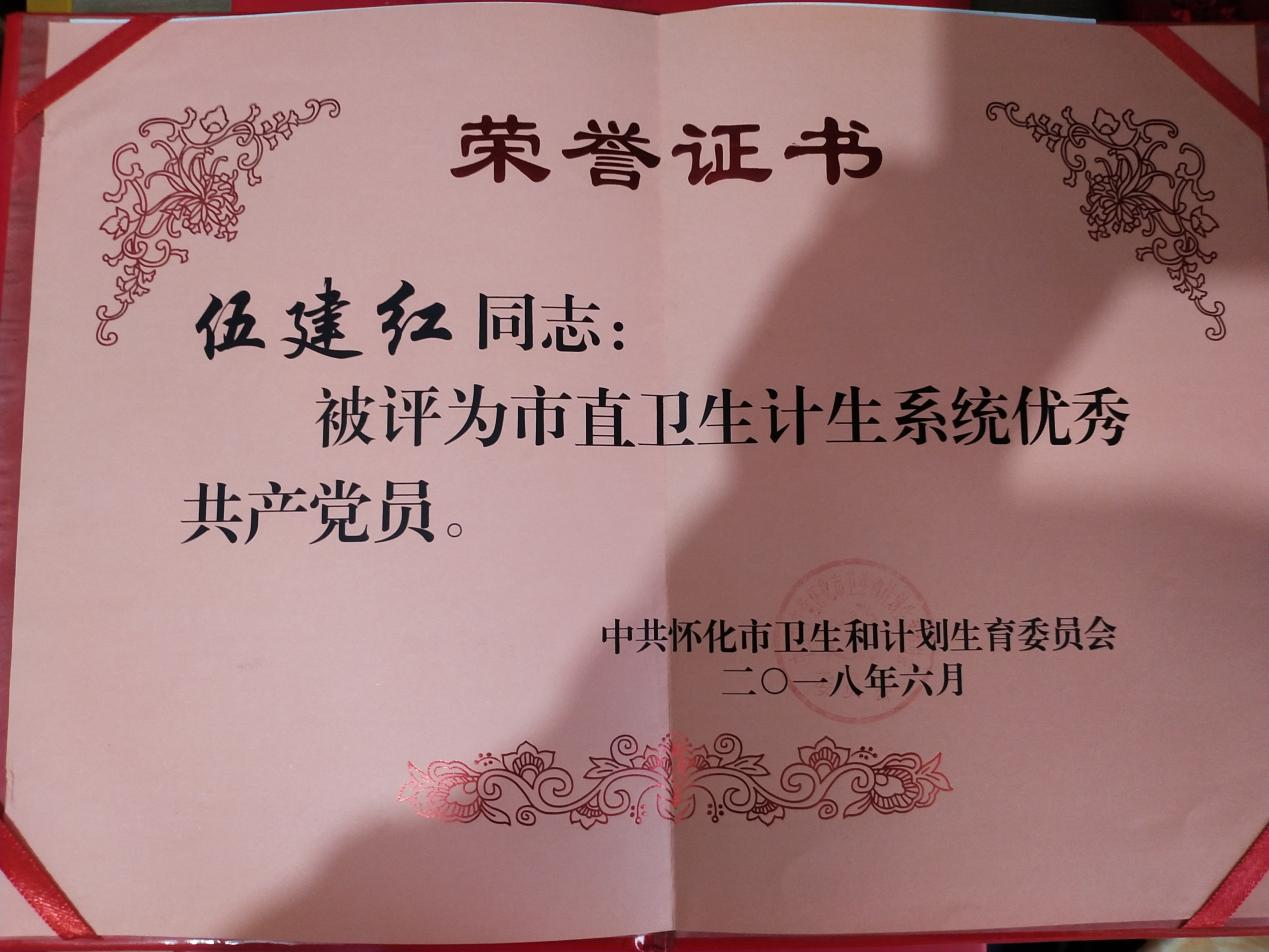 荣誉证书
伍建红同志：
被评为市直卫生计生系统优秀
共产党员。
中共怀化市卫生和计划生育委员会
二〇一八年六月